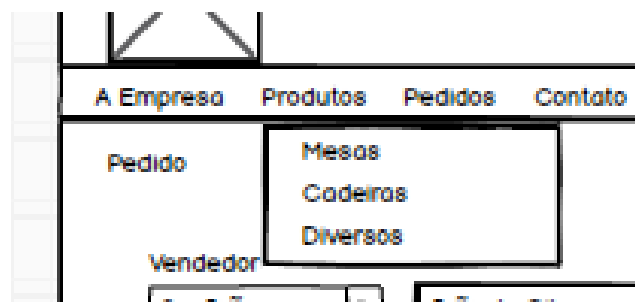 A Empresa Produtos Pedidos Contato
Pedido
Mesas
Cadeiras
Diversos
Vendedor